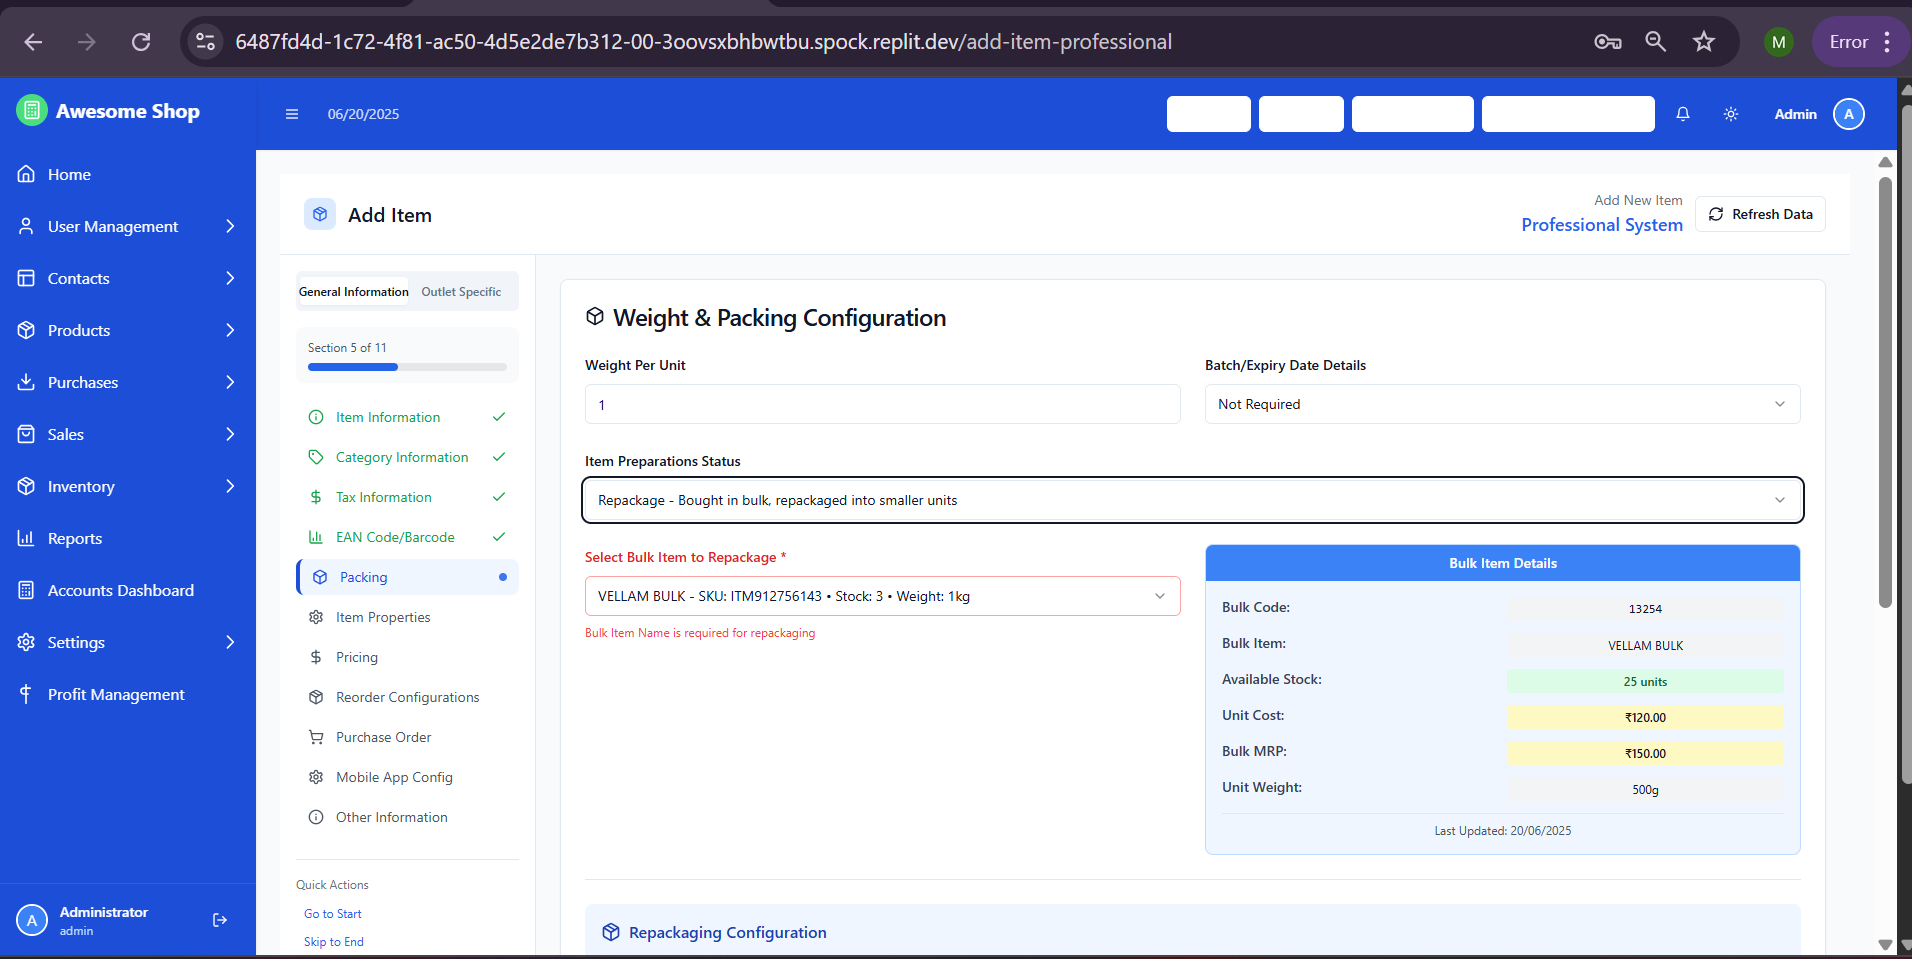 6487fd4d-1c72-4f81-ac50-4d5e2de7b312-00-3oovsxbhbwtbu.spock.replit.dev/add-item-professional
M
Error
Awesome Shop
06/20/2025
Admin
A
Home
User Management
Contacts
Products
Purchases
Sales
Inventory
Reports
Accounts Dashboard
Settings
Profit Management
A
Administrator
admin
Add Item
Add New Item
Professional System
Refresh Data
General Information
Outlet Specific
Section 5 of 11
Item Information
Category Information
Tax Information
EAN Code/Barcode
Packing
Item Properties
Pricing
Reorder Configurations
Purchase Order
Mobile App Config
Other Information
Quick Actions
Go to Start
Skip to End
Weight & Packing Configuration
Weight Per Unit
1
Batch/Expiry Date Details
Not Required
Item Preparations Status
Repackage - Bought in bulk, repackaged into smaller units
Select Bulk Item to Repackage *
VELLAM BULK - SKU: ITM912756143 • Stock: 3 • Weight: 1kg
Bulk Item Name is required for repackaging
Bulk Item Details
Bulk Code: 13254
Bulk Item: VELLAM BULK
Available Stock: 25 units
Unit Cost: ₹120.00
Bulk MRP: ₹150.00
Unit Weight: 500g
Last Updated: 20/06/2025
Repackaging Configuration